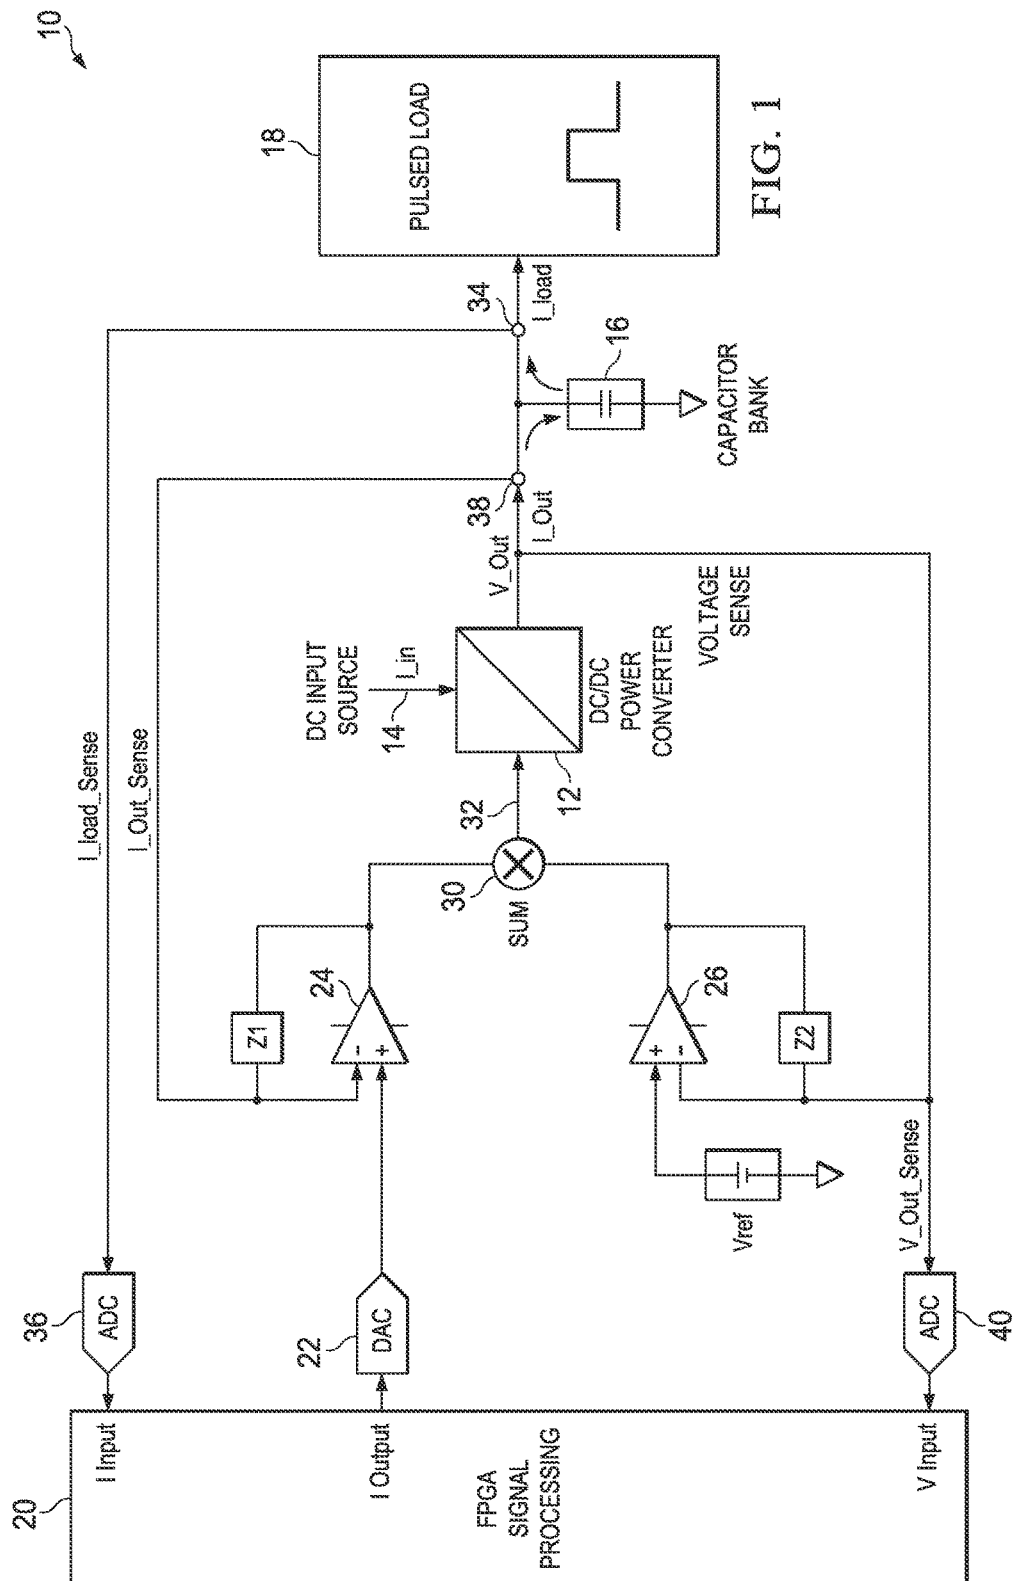 10
18
PULSED LOAD
FIG. 1
I_load_Sense
I_Out_Sense
34
I_load
16
CAPACITOR
BANK
38
I_Out
V_Out
DC INPUT
SOURCE
I_in
14
DC/DC
POWER
CONVERTER
12
VOLTAGE
SENSE
32
30
SUM
Z1
24
-
+
26
+
-
Z2
Vref
V_Out_Sense
36
ADC
22
DAC
ADC
40
20
I Input
I Output
V Input
FPGA
SIGNAL
PROCESSING